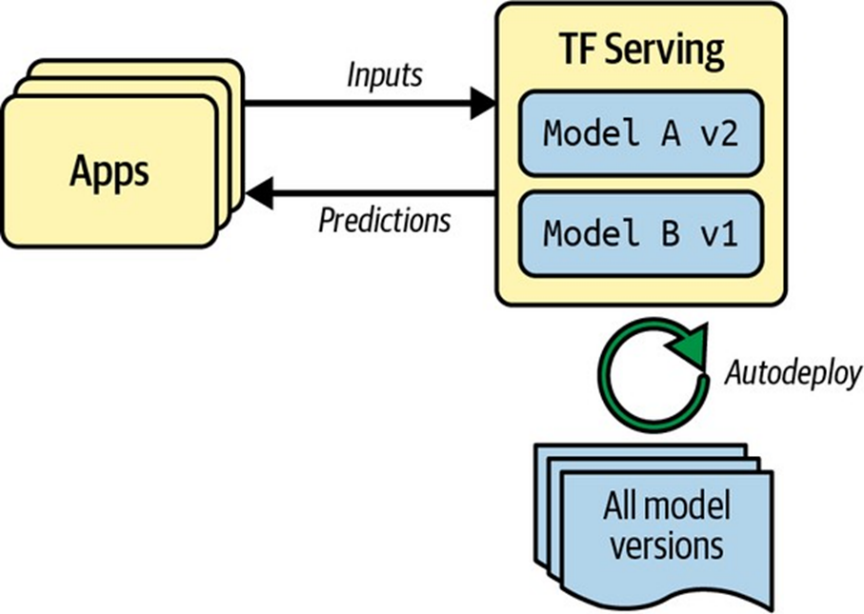 TF Serving
Inputs
Model A v2
Apps
Predictions
Model B v1
Autodeploy
All model
versions